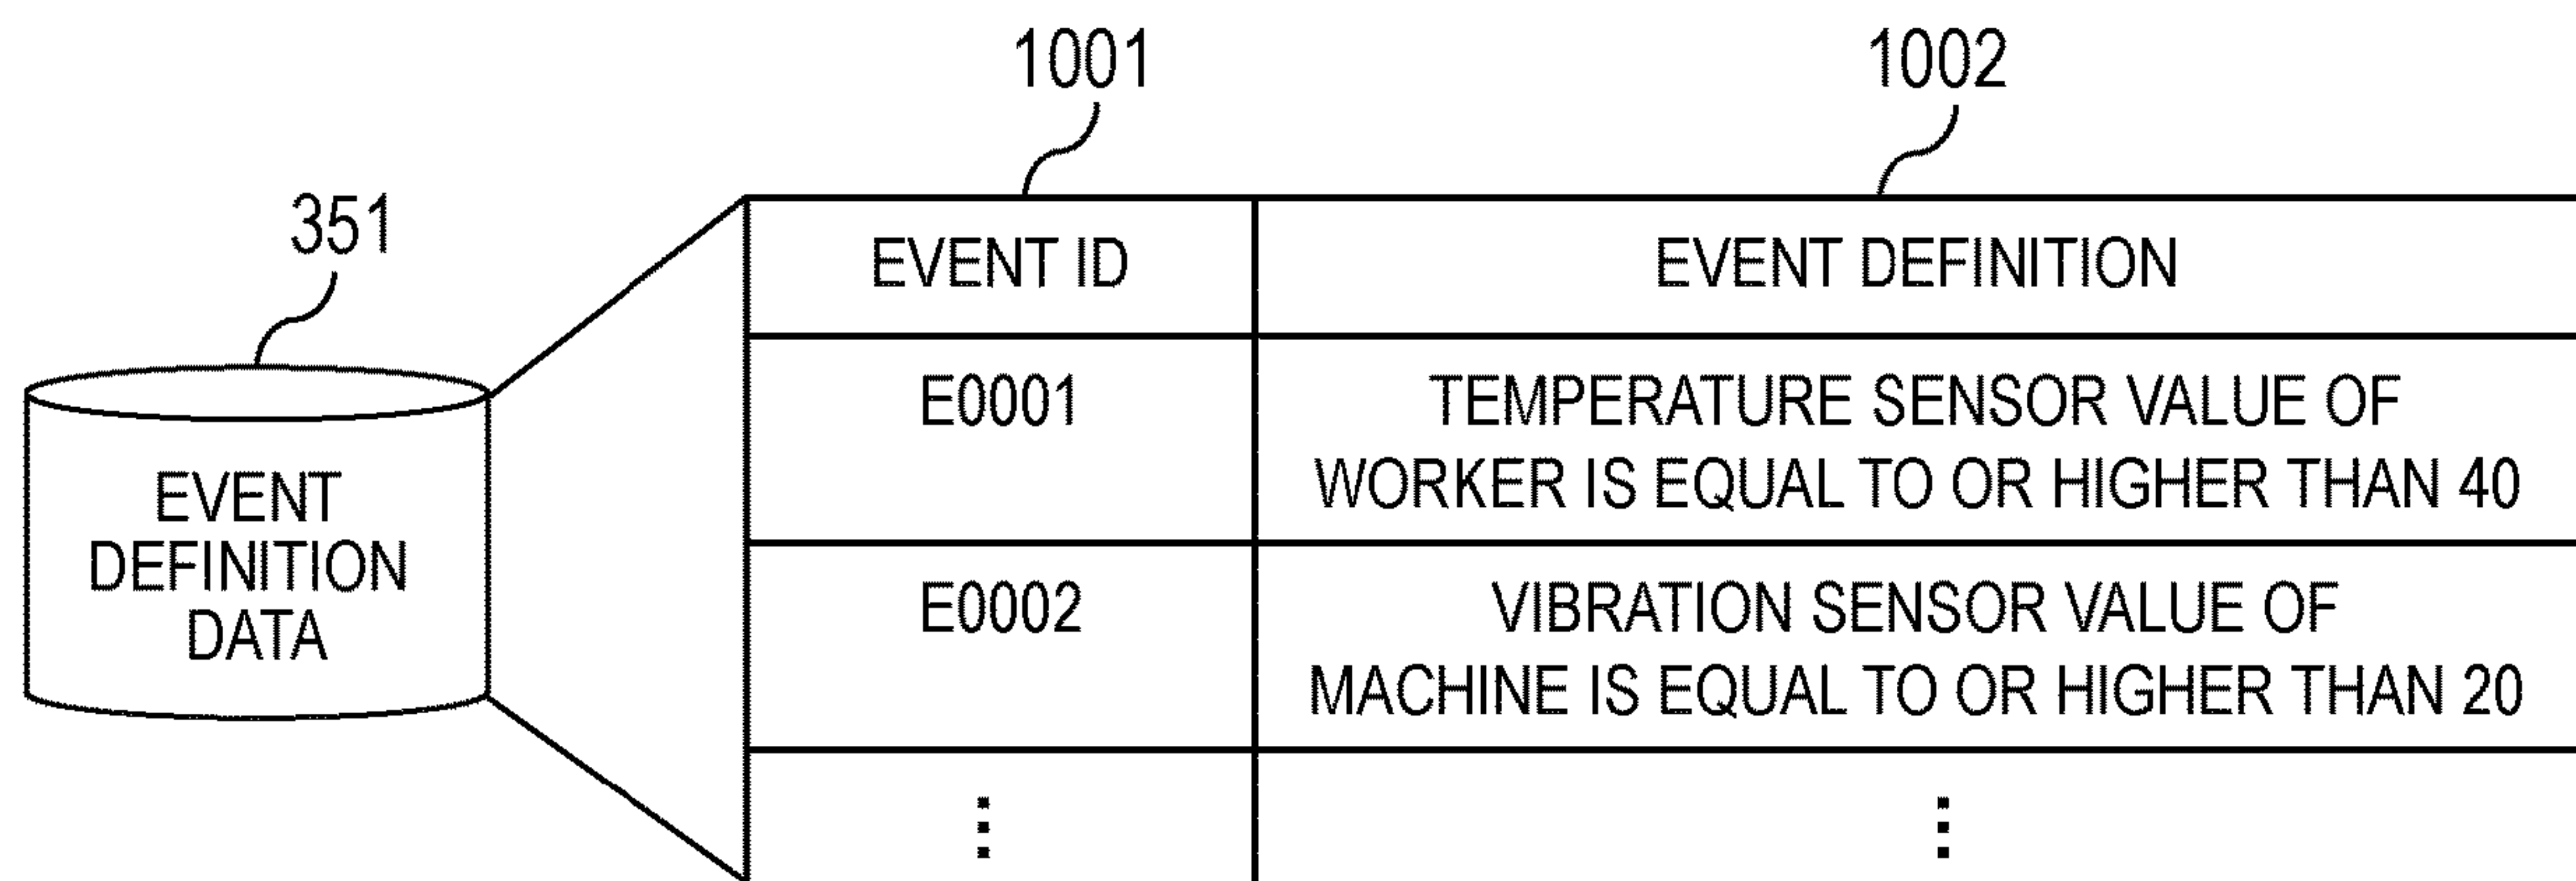 1001
1002
351
EVENT ID
EVENT DEFINITION
E0001
TEMPERATURE SENSOR VALUE OF
WORKER IS EQUAL TO OR HIGHER THAN 40
EVENT
DEFINITION
DATA
E0002
VIBRATION SENSOR VALUE OF
MACHINE IS EQUAL TO OR HIGHER THAN 20